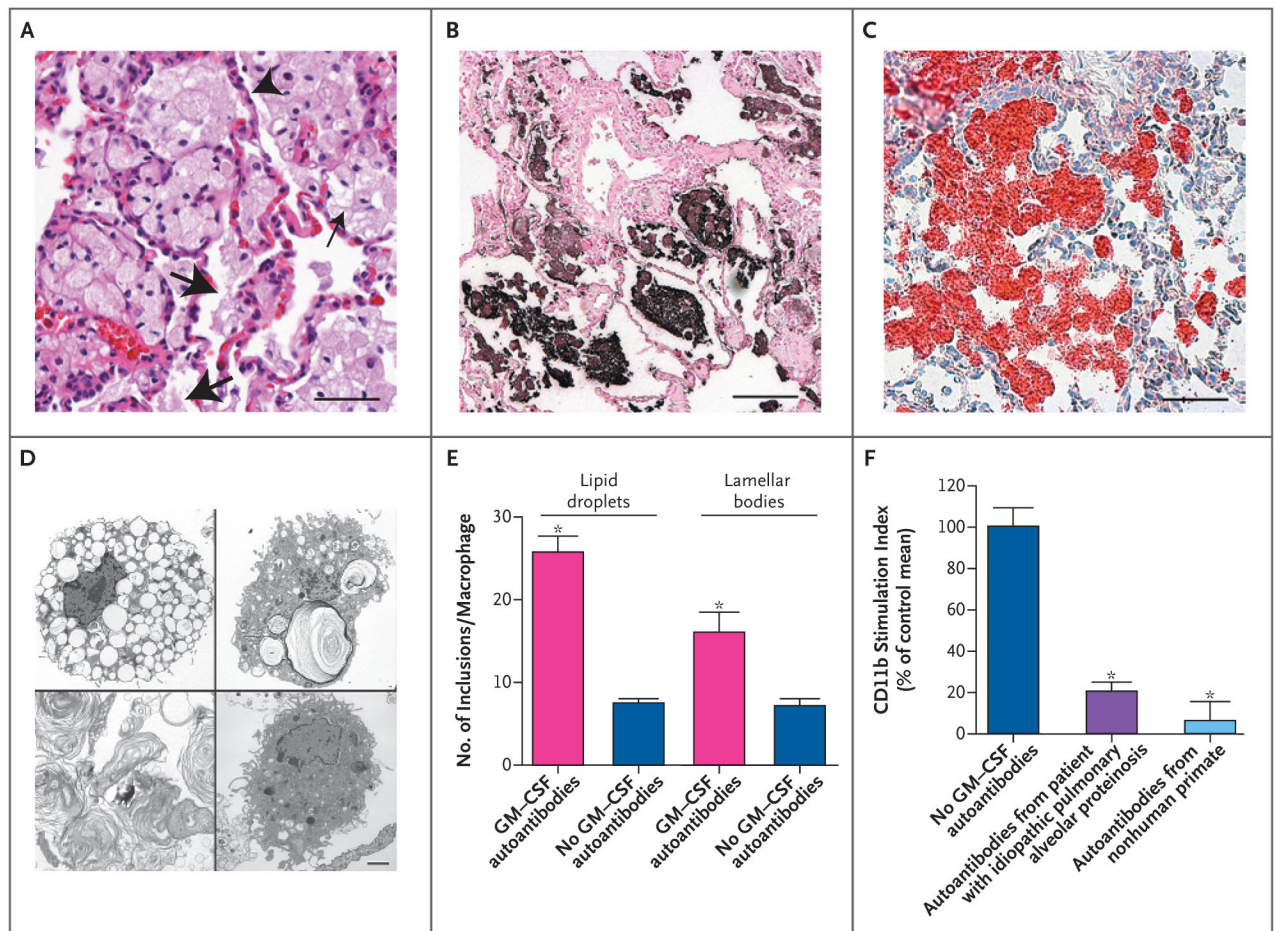 A
B
C
D
E
Lipid
droplets
Lamellar
bodies
No. of Inclusions/Macrophage
30
20
10
0
*
*
GM–CSF
autoantibodies
No GM–CSF
autoantibodies
GM–CSF
autoantibodies
No GM–CSF
autoantibodies
F
CD11b Stimulation Index
(% of control mean)
120
100
80
60
40
20
0
*
*
No GM–CSF
autoantibodies
Autoantibodies from patient
with idiopathic pulmonary
alveolar proteinosis
Autoantibodies from
nonhuman primate